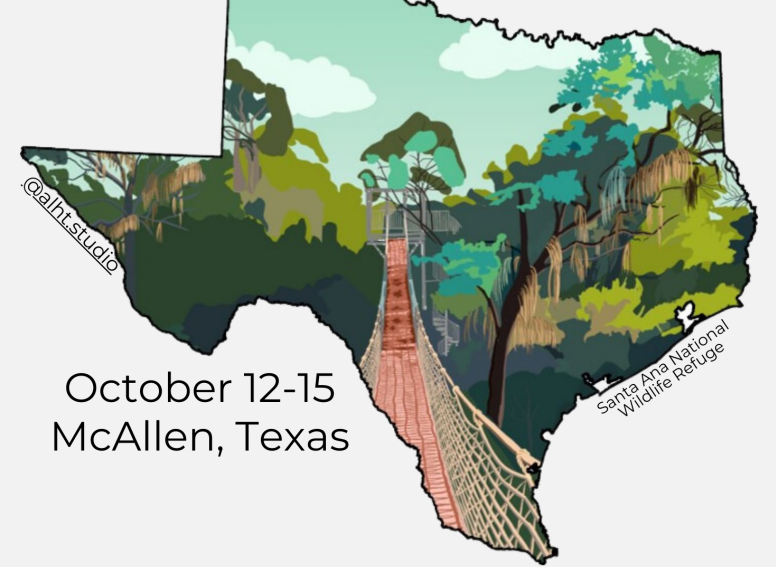 @alht.studio
October 12-15
McAllen, Texas
Santa Ana National
Wildlife Refuge